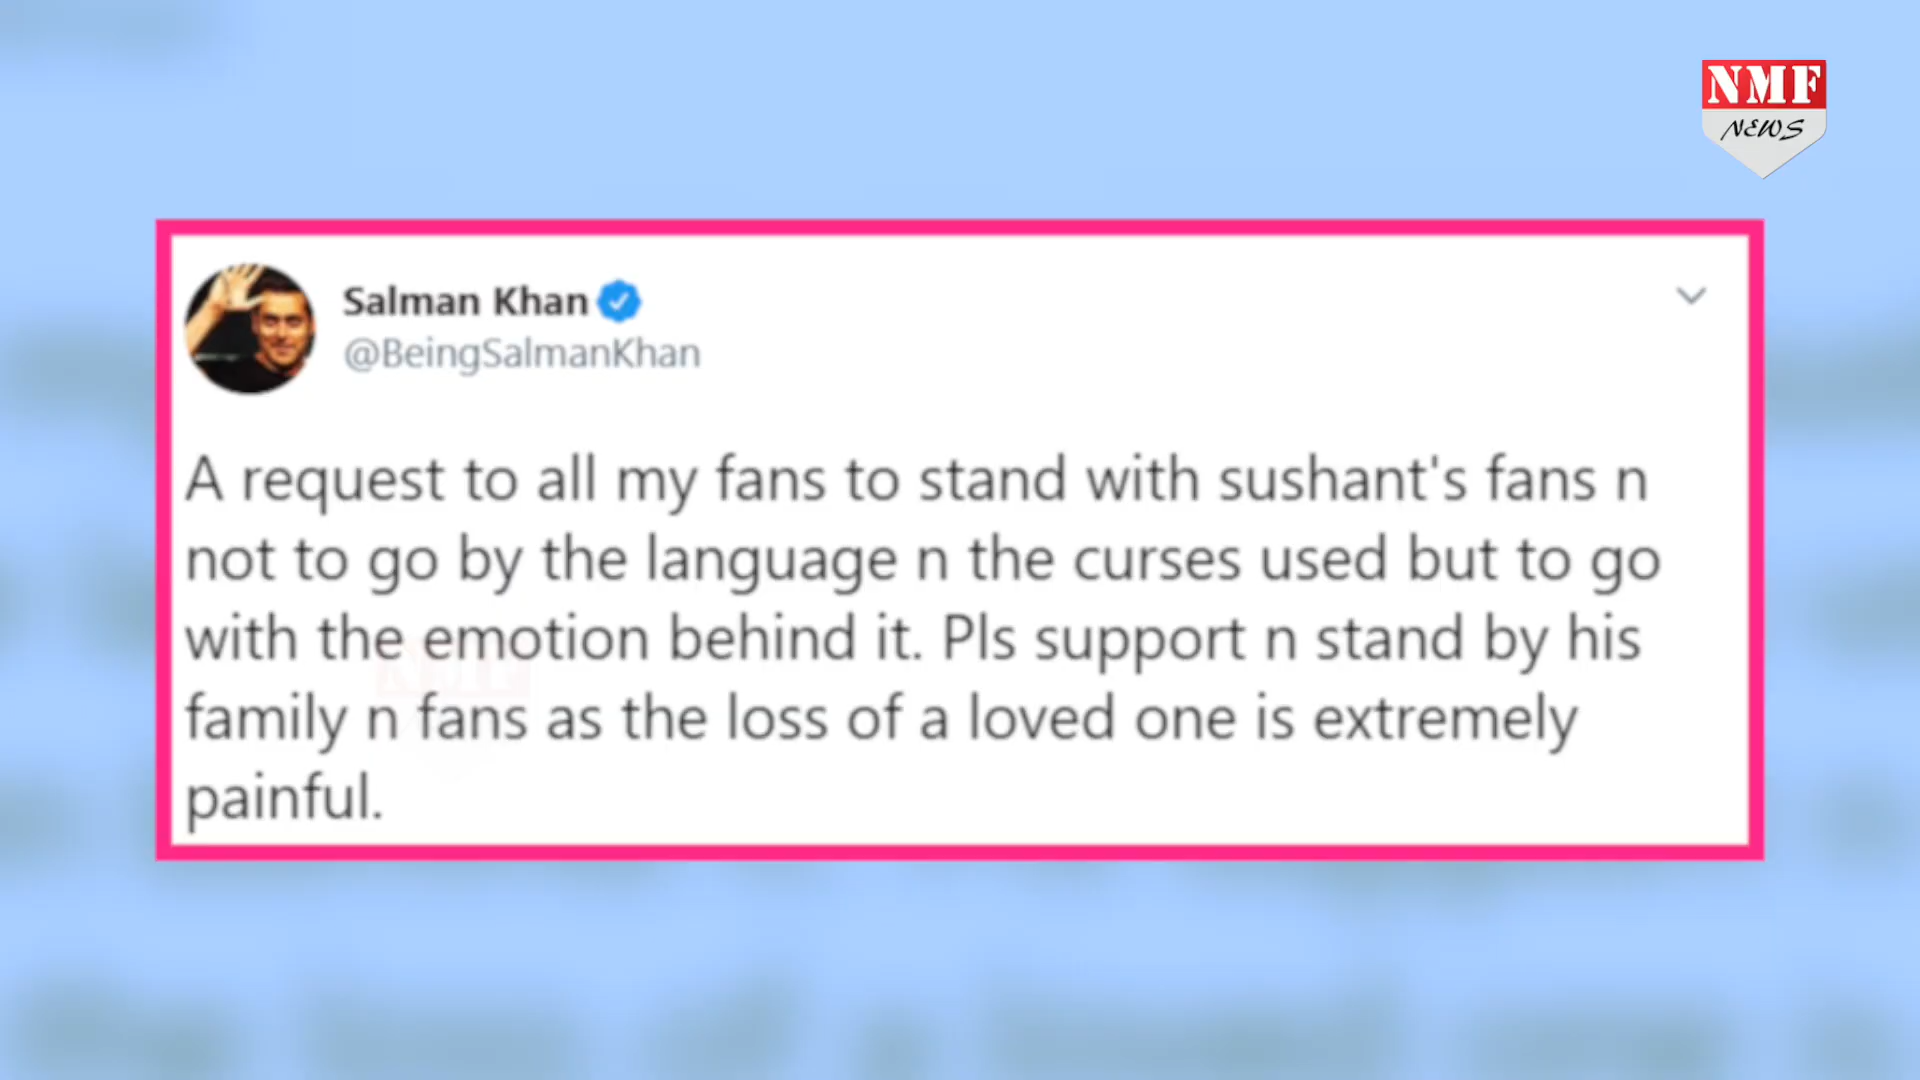 NMF
NEWS
Salman Khan
@BeingSalmanKhan
A request to all my fans to stand with sushant's fans n
not to go by the language n the curses used but to go
with the emotion behind it. Pls support n stand by his
family n fans as the loss of a loved one is extremely
painful.